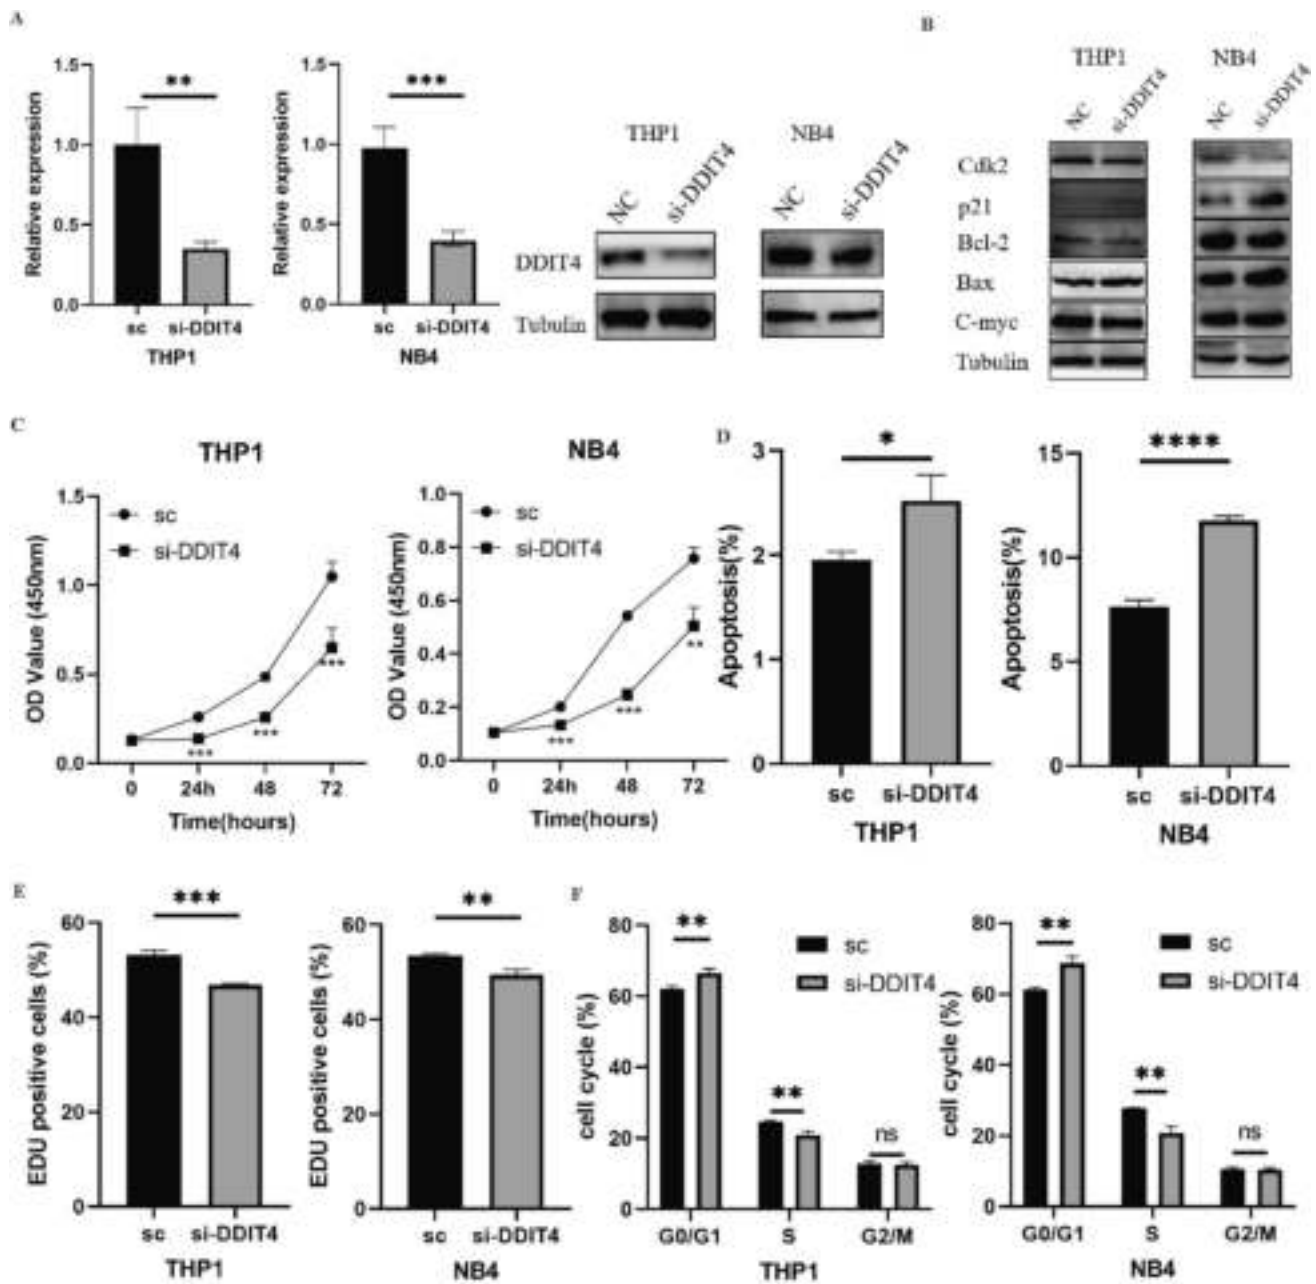 A
Relative expression
1.5
1.0
0.5
0.0
**
sc
si-DDIT4
THP1
Relative expression
1.5
1.0
0.5
0.0
***
sc
si-DDIT4
NB4
THP1
NB4
NC
si-DDIT4
NC
si-DDIT4
DDIT4
Tubulin
B
THP1
NB4
NC
si-DDIT4
NC
si-DDIT4
Cdk2
p21
Bcl-2
Bax
C-myc
Tubulin
C
THP1
OD Value (450nm)
1.5
1.0
0.5
0.0
sc
si-DDIT4
***
***
***
0
24h
48
72
Time(hours)
NB4
OD Value (450nm)
1.0
0.8
0.6
0.4
0.2
0.0
sc
si-DDIT4
***
***
**
0
24h
48
72
Time(hours)
D
Apoptosis(%)
3
2
1
0
*
sc
si-DDIT4
THP1
Apoptosis(%)
15
10
5
0
****
sc
si-DDIT4
NB4
E
EDU positive cells (%)
60
40
20
0
***
sc
si-DDIT4
THP1
EDU positive cells (%)
60
40
20
0
**
sc
si-DDIT4
NB4
F
cell cycle (%)
80
60
40
20
0
**
**
ns
sc
si-DDIT4
G0/G1
S
G2/M
THP1
cell cycle (%)
80
60
40
20
0
**
**
ns
sc
si-DDIT4
G0/G1
S
G2/M
NB4